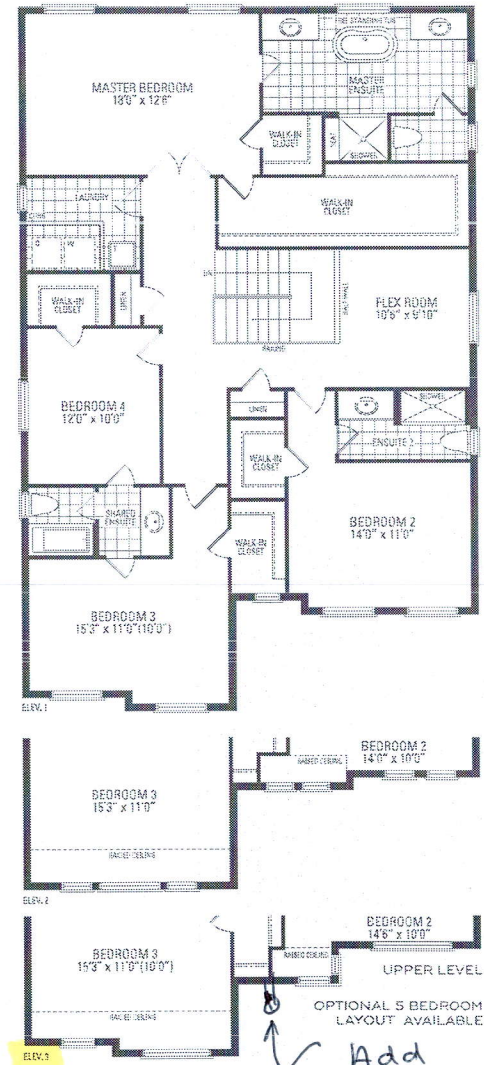 FREE STANDING TUB
MASTER BEDROOM
18'0" x 12'6"
MASTER
ENSUITE
WALK-IN
CLOSET
SEAT
SHOWER
LAUNDRY
WALK-IN
CLOSET
D W
WALK-IN
CLOSET
LINEN
HALF WALL
FLEX ROOM
10'6" x 9'10"
RAILING
BEDROOM 4
12'0" x 10'0"
LINEN
SHOWER
ENSUITE 2
WALK-IN
CLOSET
SHARED
ENSUITE
BEDROOM 2
14'0" x 11'0"
WALK-IN
CLOSET
BEDROOM 3
15'3" x 11'0" (10'0")
ELEV. 1
BEDROOM 2
14'0" x 10'0"
RAISED CEILING
BEDROOM 3
15'3" x 11'0"
RAISED CEILING
ELEV. 2
BEDROOM 2
14'6" x 10'0"
BEDROOM 3
15'3" x 11'0" (10'0")
RAISED CEILING
UPPER LEVEL
OPTIONAL 5 BEDROOM
LAYOUT AVAILABLE
RAISED CEILING
ELEV. 3
Add